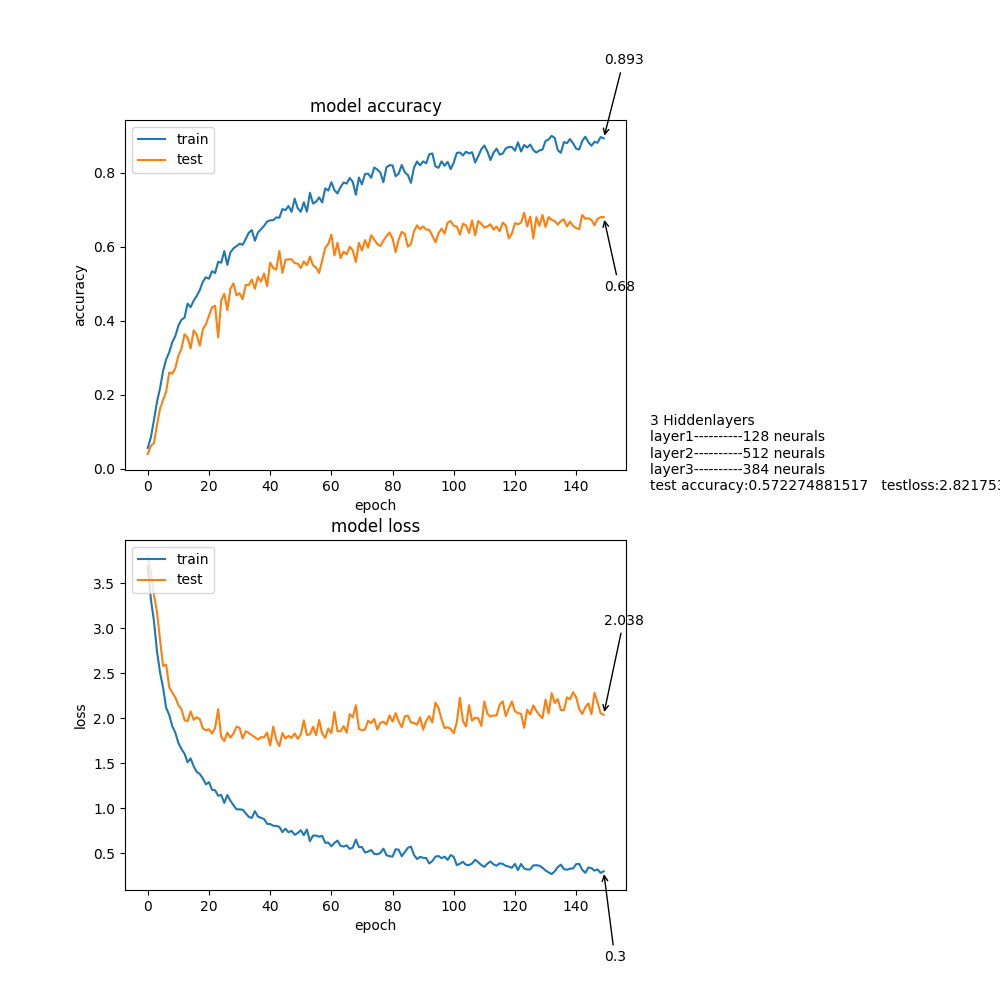 0.893
model accuracy
train
test
0.8
0.6
0.4
0.2
0.0
accuracy
0.68
0 20 40 60 80 100 120 140
epoch
3 Hiddenlayers
layer1----------128 neurals
layer2----------512 neurals
layer3----------384 neurals
test accuracy:0.572274881517 testloss:2.821753
model loss
train
test
3.5
3.0
2.5
2.0
1.5
1.0
0.5
loss
2.038
0 20 40 60 80 100 120 140
epoch
0.3